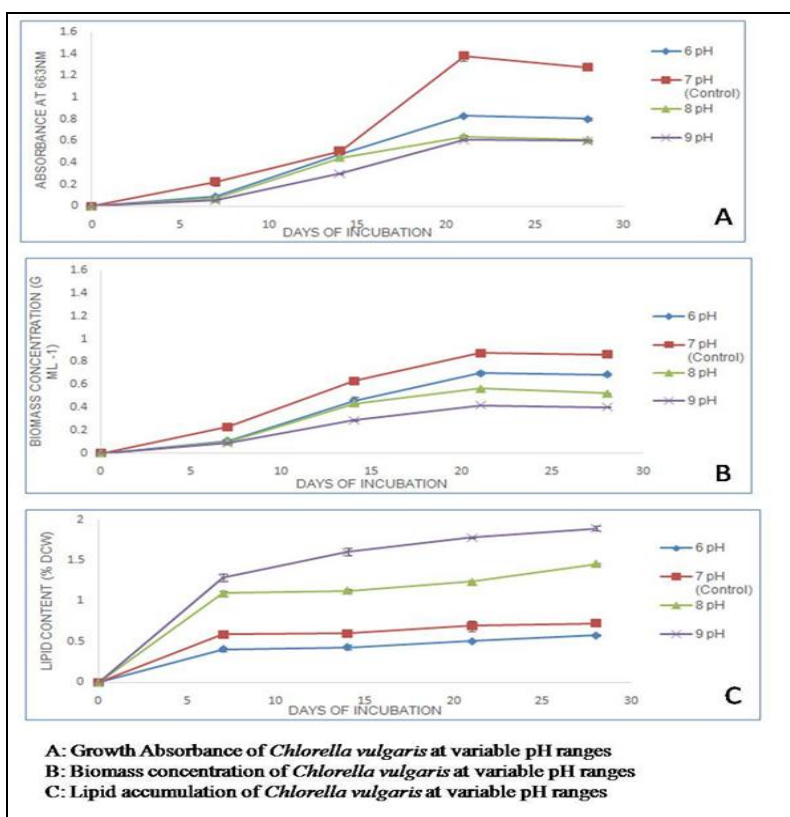 1.6
1.4
1.2
1
0.8
0.6
0.4
0.2
0
ABSORBANCE AT 663NM
0 5 10 15 20 25 30
DAYS OF INCUBATION
6 pH
7 pH
(Control)
8 pH
9 pH
A
1.6
1.4
1.2
1
0.8
0.6
0.4
0.2
0
BIOMASS CONCENTRATION (G
ML -1)
0 5 10 15 20 25 30
DAYS OF INCUBATION
6 pH
7 pH
(Control)
8 pH
9 pH
B
2
1.5
1
0.5
0
LIPID CONTENT (% DCW)
0 5 10 15 20 25 30
DAYS OF INCUBATION
6 pH
7 pH
(Control)
8 pH
9 pH
C
A: Growth Absorbance of Chlorella vulgaris at variable pH ranges
B: Biomass concentration of Chlorella vulgaris at variable pH ranges
C: Lipid accumulation of Chlorella vulgaris at variable pH ranges